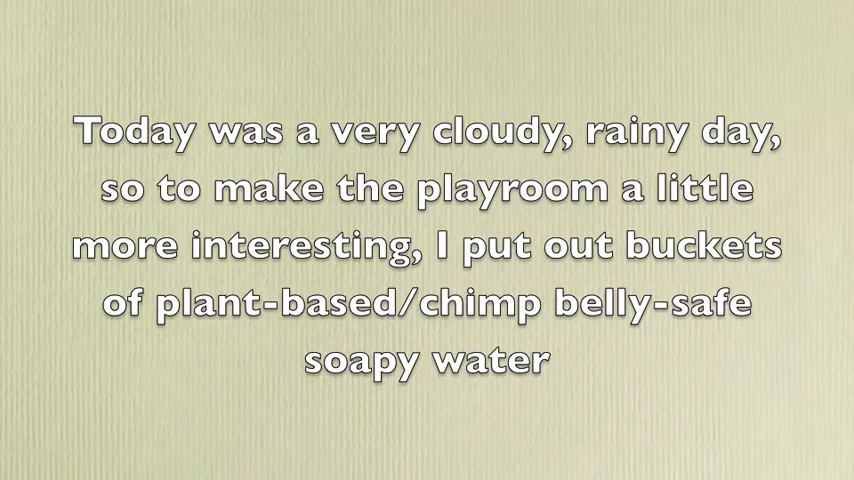 Today was a very cloudy, rainy day,
so to make the playroom a little
more interesting, I put out buckets
of plant-based/chimp belly-safe
soapy water